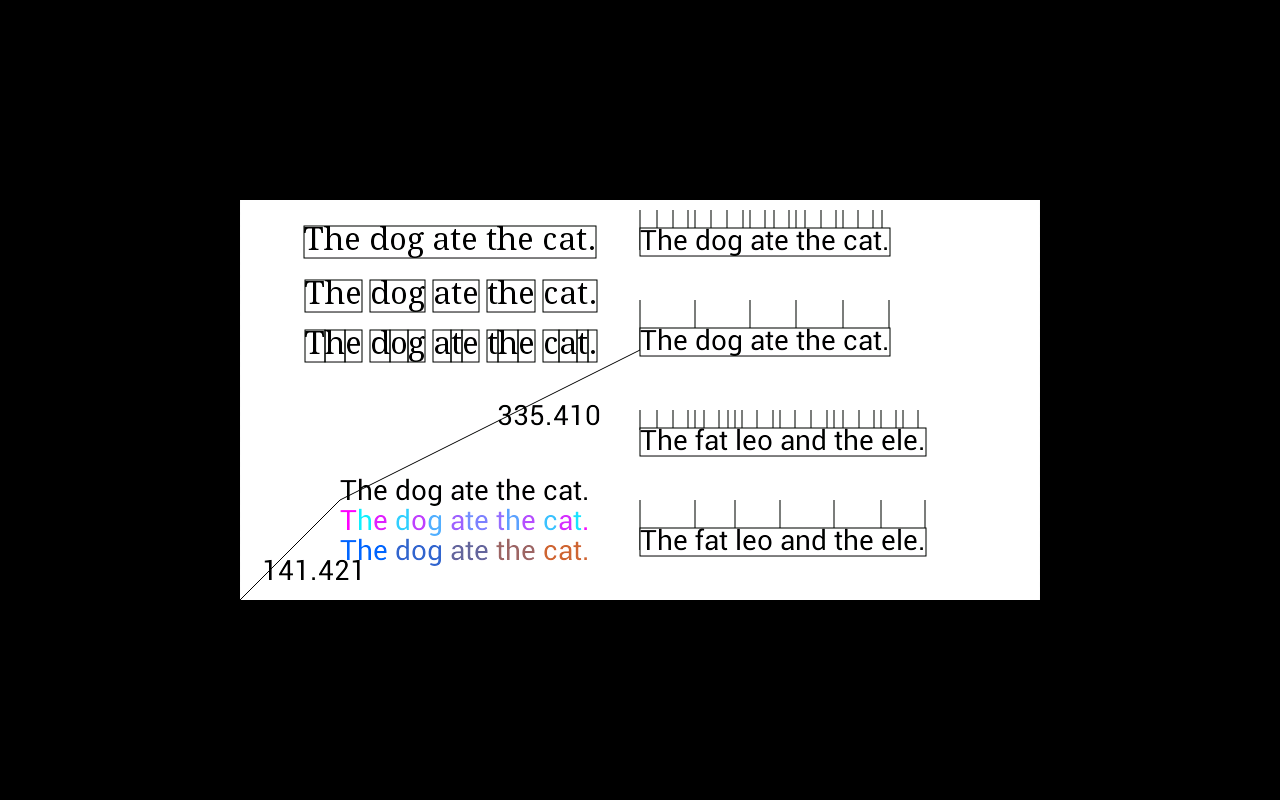 The dog ate the cat.
The dog ate the cat.
The dog ate the cat.
335.410
The dog ate the cat.
The dog ate the cat.
The dog ate the cat.
141.421
The dog ate the cat.
The dog ate the cat.
The fat leo and the ele.
The fat leo and the ele.